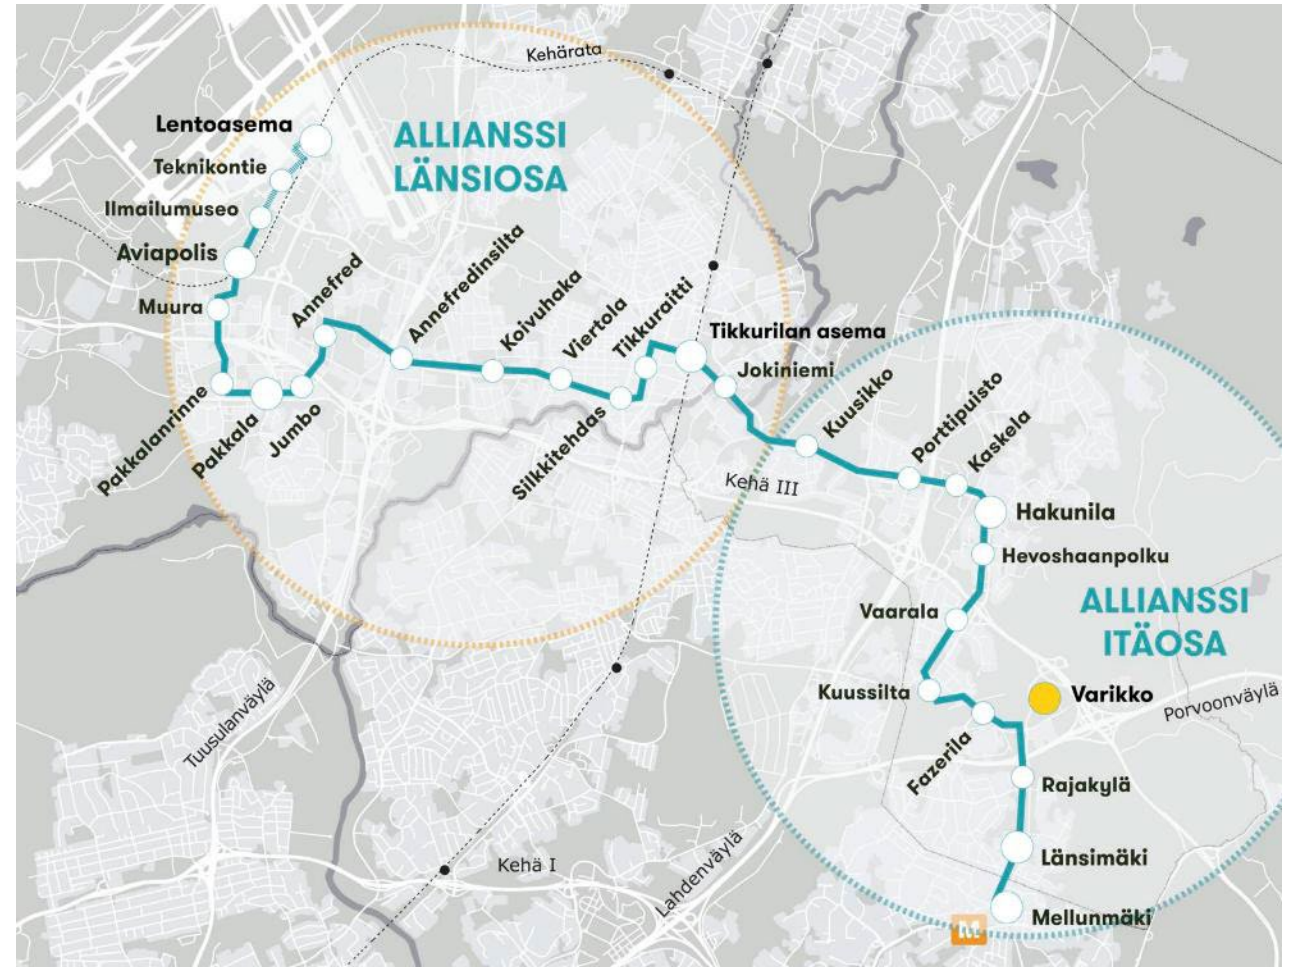 Kehärata
Lentoasema
ALLIANSSI
LÄNSIOSA
Teknikontie
Ilmailumuseo
Aviapolis
Muura
Annefred
Annefredinsilta
Koivuhaka
Viertola
Tikkuraitti
Tikkurilan asema
Jokiniemi
Pakkalanrinne
Pakkala
Jumbo
Silkkitehdas
Kuusikko
Porttipuisto
Kaskela
Kehä III
Hakunila
Hevoshaanpolku
Vaarala
ALLIANSSI
ITÄOSA
Kuussilta
Varikko
Porvoonväylä
Tuusulanväylä
Fazerila
Rajakylä
Länsimäki
Kehä I
Lahdenväylä
Mellunmäki
M